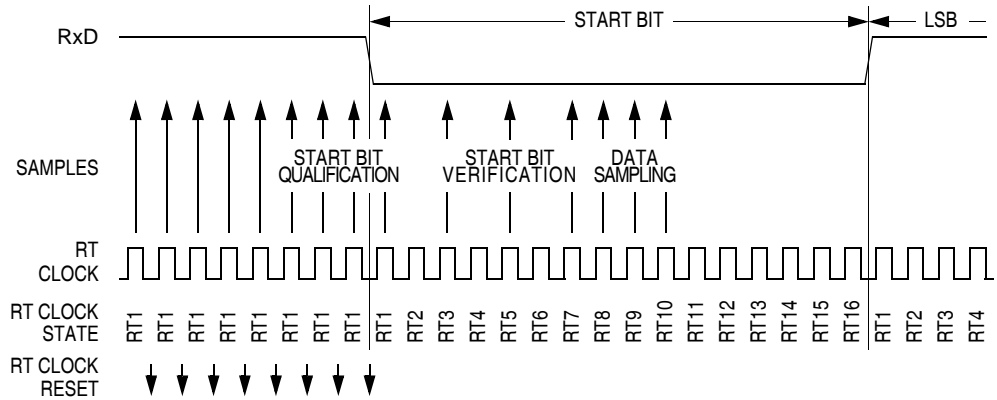 START BIT
LSB
RxD
SAMPLES
START BIT
QUALIFICATION
START BIT
VERIFICATION
DATA
SAMPLING
RT
CLOCK
RT CLOCK
STATE
RT1 RT1 RT1 RT1 RT1 RT1 RT1 RT1 RT1 RT2 RT3 RT4 RT5 RT6 RT7 RT8 RT9 RT10 RT11 RT12 RT13 RT14 RT15 RT16 RT1 RT2 RT3 RT4
RT CLOCK
RESET